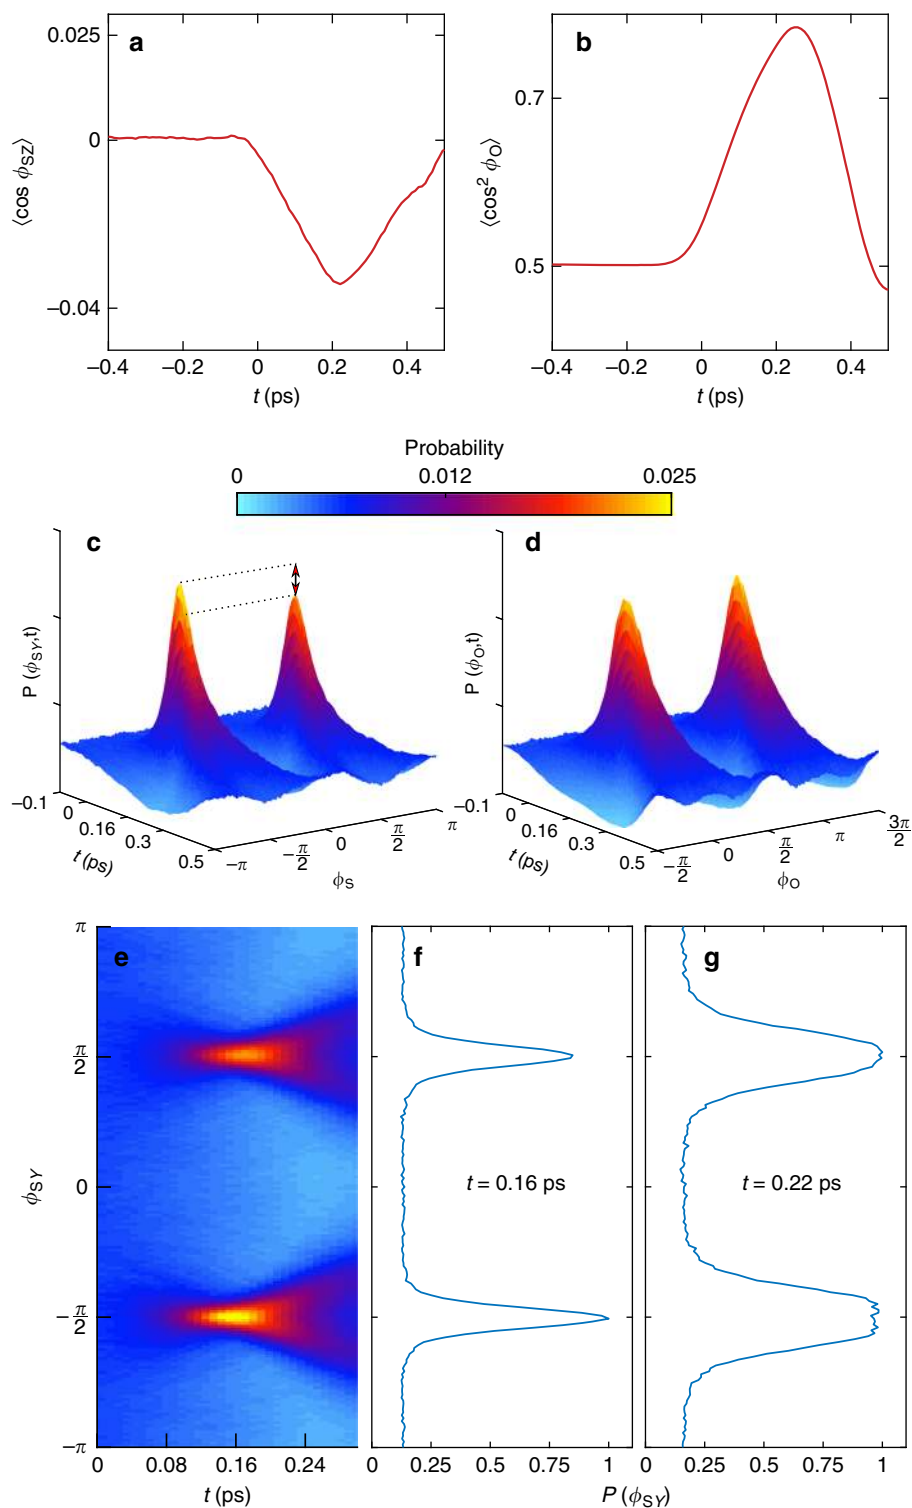 a
0.025
0
−0.04
⟨cos ϕSZ⟩
−0.4 −0.2 0 0.2 0.4
t (ps)
b
0.7
0.5
⟨cos² ϕO⟩
−0.4 −0.2 0 0.2 0.4
t (ps)
Probability
0 0.012 0.025
c
P (ϕSY,t)
−0.1 0 0.16 0.3 0.5
t (ps)
−π −π/2 0 π/2 π
ϕS
d
P (ϕO,t)
−0.1 0 0.16 0.3 0.5
t (ps)
−π/2 0 π/2 π 3π/2
ϕO
e
π
π/2
0
−π/2
−π
ϕSY
0 0.08 0.16 0.24
t (ps)
f
t = 0.16 ps
0 0.25 0.5 0.75 1
g
t = 0.22 ps
0 0.25 0.5 0.75 1
P (ϕSY)